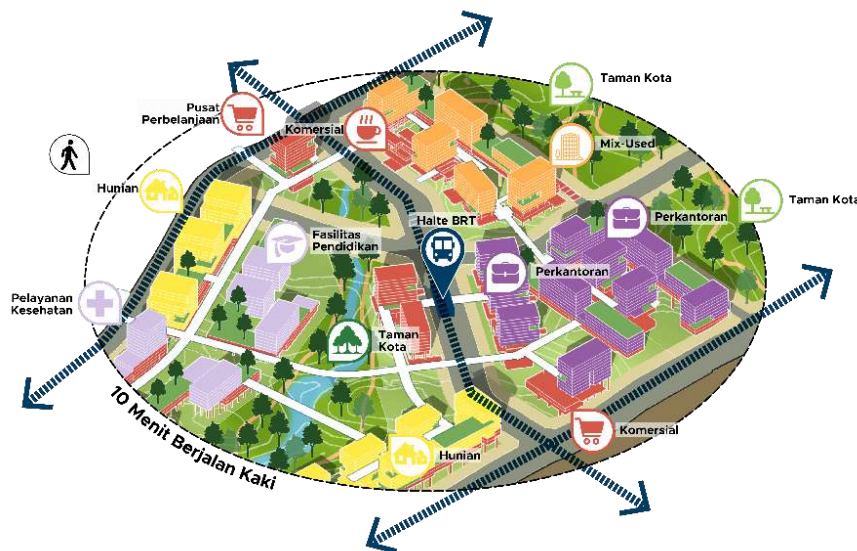 Taman Kota
Pusat
Perbelanjaan
Komersial
Mix-Used
Hunian
Taman Kota
Halte BRT
Perkantoran
Fasilitas
Pendidikan
Perkantoran
Pelayanan
Kesehatan
Taman
Kota
10 Menit Berjalan Kaki
Komersial
Hunian